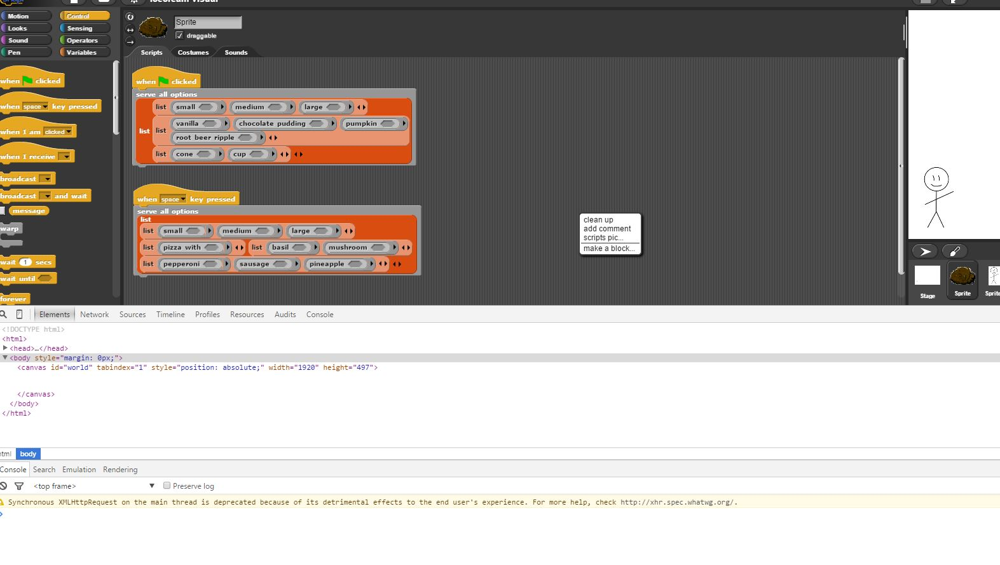 Icecream visual
Motion Control
Looks Sensing
Sound Operators
Pen Variables
Sprite
draggable
Scripts Costumes Sounds
when clicked
when space key pressed
when I am clicked
when I receive
broadcast
broadcast and wait
message
warp
wait 1 secs
wait until
forever
when clicked
serve all options
list
list small medium large
list vanilla chocolate pudding pumpkin
root beer ripple
list cone cup
when space key pressed
serve all options
list
list small medium large
list pizza with list basil mushroom
list pepperoni sausage pineapple
clean up
add comment
scripts pic...
make a block...
Stage Sprite Sprite
Elements Network Sources Timeline Profiles Resources Audits Console
<!DOCTYPE html>
<html>
<head>…</head>
<body style="margin: 0px;">
<canvas id="world" tabindex="1" style="position: absolute;" width="1920" height="497">
</canvas>
</body>
</html>
html body
Console Search Emulation Rendering
<top frame> Preserve log
Synchronous XMLHttpRequest on the main thread is deprecated because of its detrimental effects to the end user's experience. For more help, check http://xhr.spec.whatwg.org/.